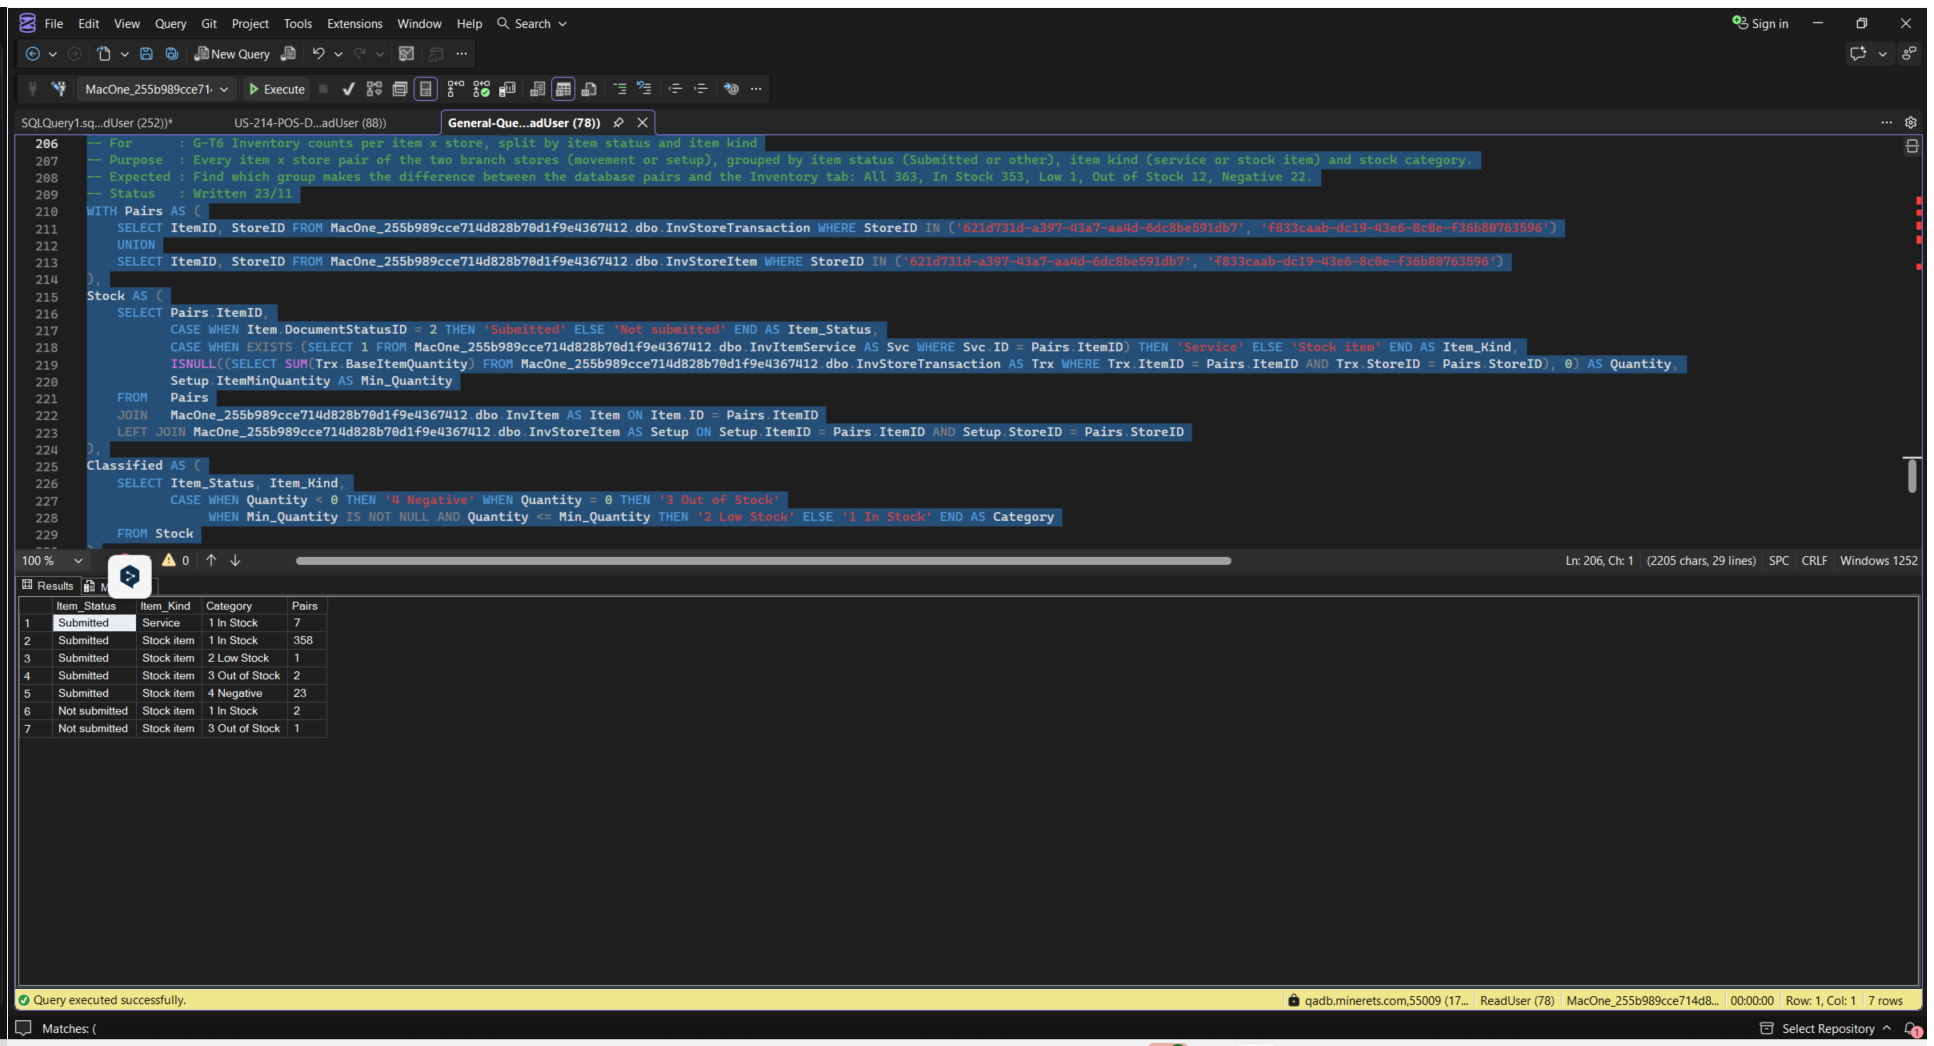 File Edit View Query Git Project Tools Extensions Window Help Search Sign in
New Query
MacOne_255b989cce71 Execute
SQLQuery1.sq...dUser (252))* US-214-POS-D...adUser (88)) General-Que...adUser (78))
206 -- For : G-T6 Inventory counts per item x store, split by item status and item kind
207 -- Purpose : Every item x store pair of the two branch stores (movement or setup), grouped by item status (Submitted or other), item kind (service or stock item) and stock category.
208 -- Expected : Find which group makes the difference between the database pairs and the Inventory tab: All 363, In Stock 353, Low 1, Out of Stock 12, Negative 22.
209 -- Status : Written 23/11
210 WITH Pairs AS (
211 SELECT ItemID, StoreID FROM MacOne_255b989cce714d828b70d1f9e4367412.dbo.InvStoreTransaction WHERE StoreID IN ('621d731d-a397-43a7-aa4d-6dc8be591db7', 'f833caab-dc19-43e6-8c0e-f36b80763596')
212 UNION
213 SELECT ItemID, StoreID FROM MacOne_255b989cce714d828b70d1f9e4367412.dbo.InvStoreItem WHERE StoreID IN ('621d731d-a397-43a7-aa4d-6dc8be591db7', 'f833caab-dc19-43e6-8c0e-f36b80763596')
214 ),
215 Stock AS (
216 SELECT Pairs.ItemID,
217 CASE WHEN Item.DocumentStatusID = 2 THEN 'Submitted' ELSE 'Not submitted' END AS Item_Status,
218 CASE WHEN EXISTS (SELECT 1 FROM MacOne_255b989cce714d828b70d1f9e4367412.dbo.InvItemService AS Svc WHERE Svc.ID = Pairs.ItemID) THEN 'Service' ELSE 'Stock item' END AS Item_Kind,
219 ISNULL((SELECT SUM(Trx.BaseItemQuantity) FROM MacOne_255b989cce714d828b70d1f9e4367412.dbo.InvStoreTransaction AS Trx WHERE Trx.ItemID = Pairs.ItemID AND Trx.StoreID = Pairs.StoreID), 0) AS Quantity,
220 Setup.ItemMinQuantity AS Min_Quantity
221 FROM Pairs
222 JOIN MacOne_255b989cce714d828b70d1f9e4367412.dbo.InvItem AS Item ON Item.ID = Pairs.ItemID
223 LEFT JOIN MacOne_255b989cce714d828b70d1f9e4367412.dbo.InvStoreItem AS Setup ON Setup.ItemID = Pairs.ItemID AND Setup.StoreID = Pairs.StoreID
224 ),
225 Classified AS (
226 SELECT Item_Status, Item_Kind,
227 CASE WHEN Quantity < 0 THEN '4 Negative' WHEN Quantity = 0 THEN '3 Out of Stock'
228 WHEN Min_Quantity IS NOT NULL AND Quantity <= Min_Quantity THEN '2 Low Stock' ELSE '1 In Stock' END AS Category
229 FROM Stock
100 % 0 Ln: 206, Ch: 1 (2205 chars, 29 lines) SPC CRLF Windows 1252
Results M
Item_Status Item_Kind Category Pairs
1 Submitted Service 1 In Stock 7
2 Submitted Stock item 1 In Stock 358
3 Submitted Stock item 2 Low Stock 1
4 Submitted Stock item 3 Out of Stock 2
5 Submitted Stock item 4 Negative 23
6 Not submitted Stock item 1 In Stock 2
7 Not submitted Stock item 3 Out of Stock 1
Query executed successfully. qadb.minerets.com,55009 (17... ReadUser (78) MacOne_255b989cce714d8... 00:00:00 Row: 1, Col: 1 7 rows
Matches: ( Select Repository 1